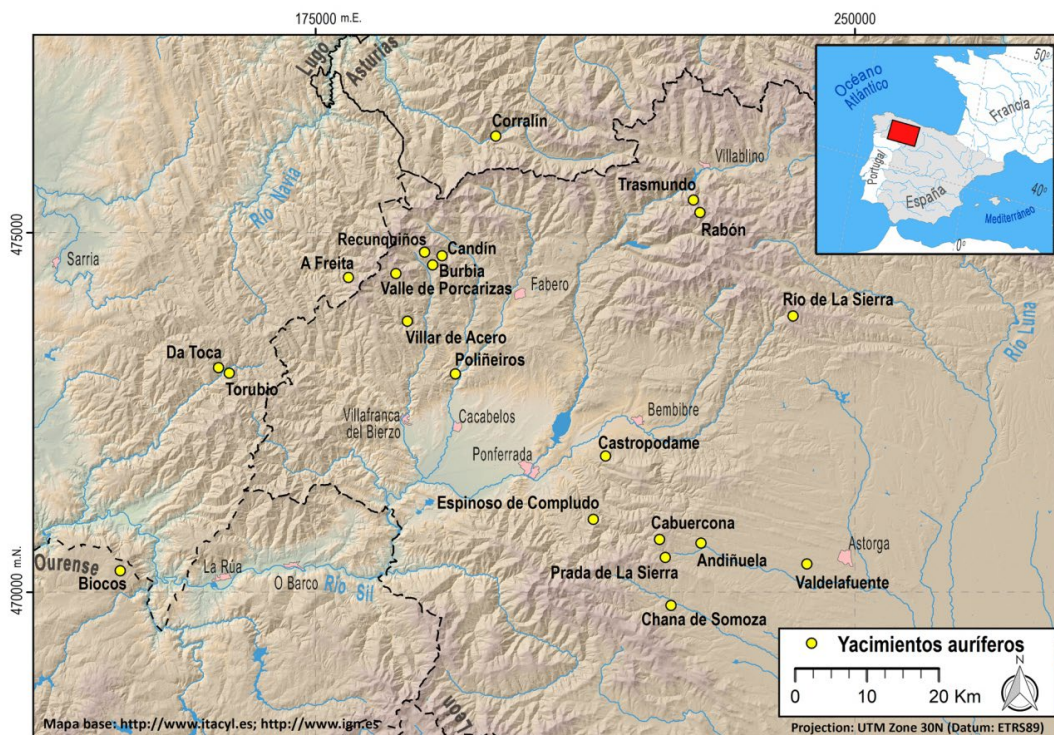 175000 m.E.
250000
Lugo
Asturias
50º
Océano
Atlántico
Francia
Corralín
Villablino
Portugal
España
40º
Mediterráneo
0º
Trasmundo
Río Navia
Rabón
475000
Recunquiños
Candín
Sarria
A Freita
Burbia
Valle de Porcarizas
Fabero
Río de La Sierra
Río Luna
Villar de Acero
Da Toca
Poliñeiros
Torubio
Villafranca
del Bierzo
Cacabelos
Bembibre
Ponferrada
Castropodame
Espinoso de Compludo
Cabuercona
Astorga
Ourense
La Rúa
Andiñuela
Biocos
O Barco
Río Sil
Prada de La Sierra
Valdelafuente
470000 m.N.
Chana de Somoza
León
Yacimientos auríferos
N
0 10 20 Km
Mapa base: http://www.itacyl.es; http://www.ign.es
Projection: UTM Zone 30N (Datum: ETRS89)